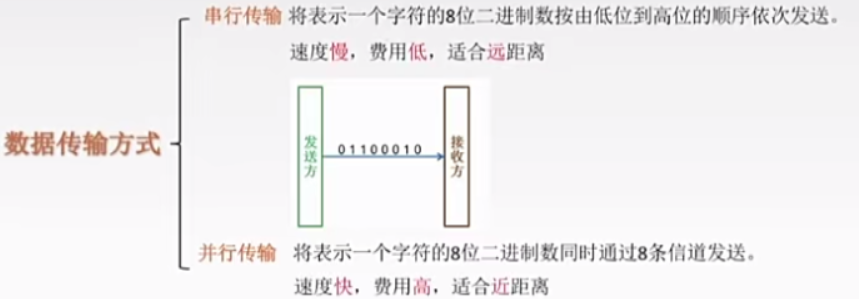 串行传输 将表示一个字符的8位二进制数按由低位到高位的顺序依次发送。
速度慢，费用低，适合远距离
数据传输方式
发送方
01100010
接收方
并行传输 将表示一个字符的8位二进制数同时通过8条信道发送。
速度快，费用高，适合近距离